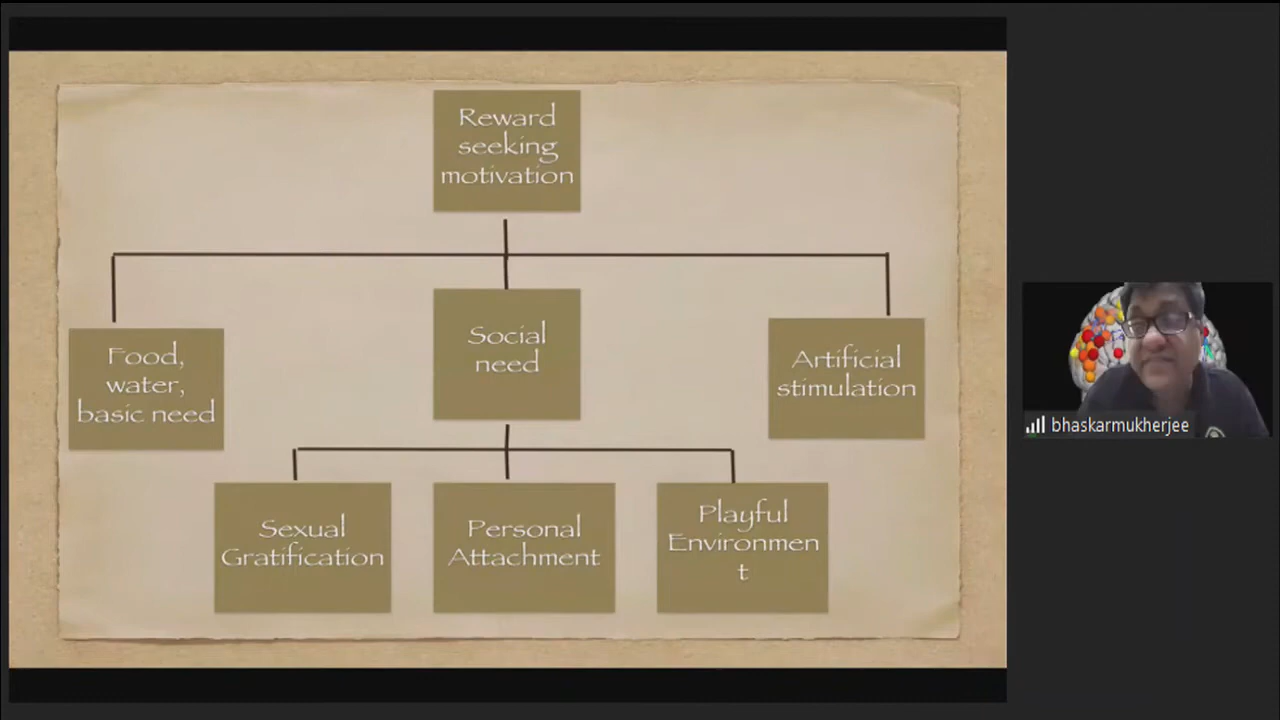 Reward
seeking
motivation
Social
need
Food,
water,
basic need
Artificial
stimulation
Sexual
Gratification
Personal
Attachment
Playful
Environmen
t
bhaskarmukherjee